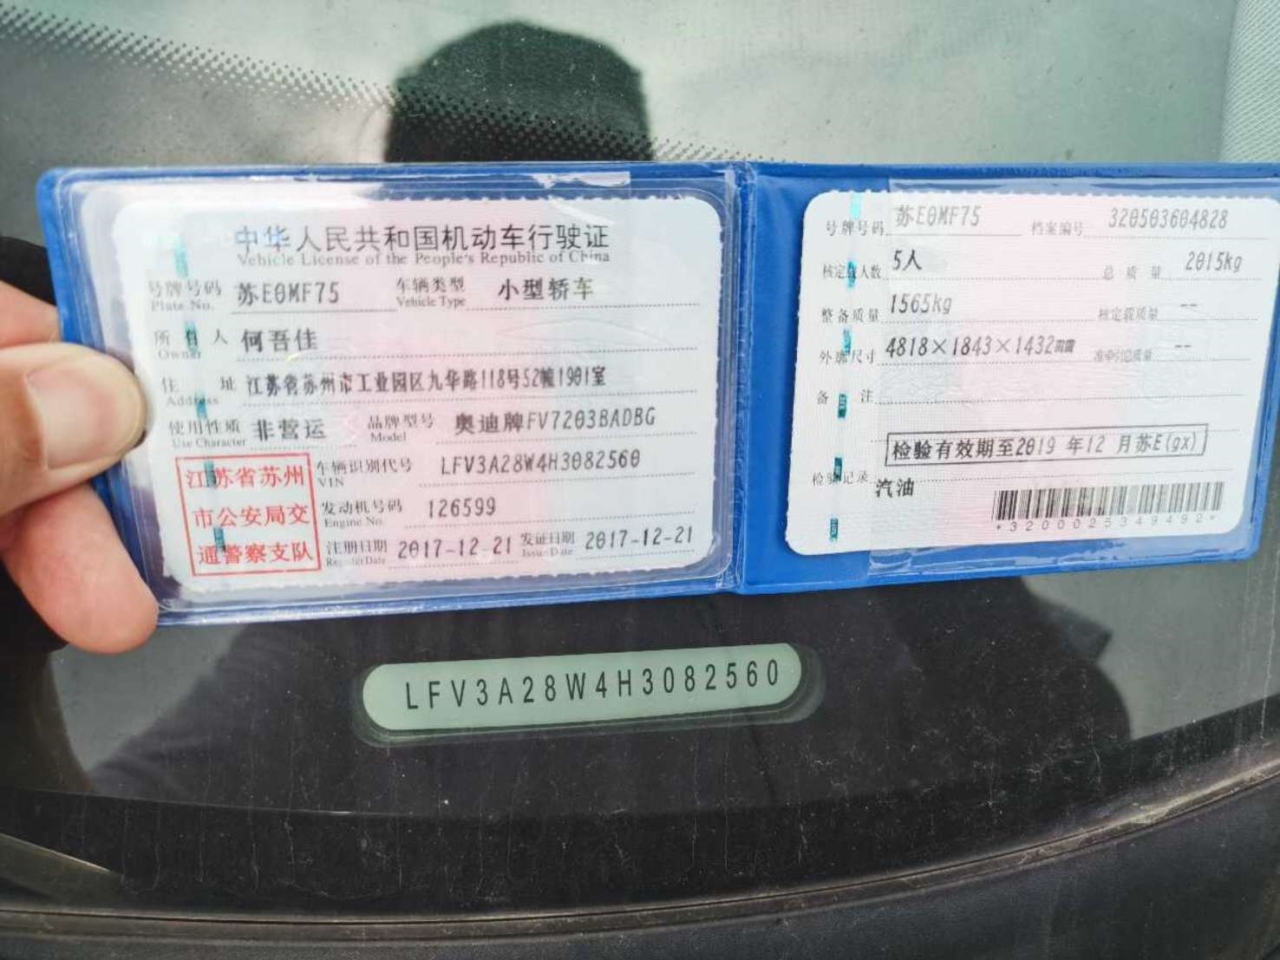 中华人民共和国机动车行驶证
Vehicle License of the People's Republic of China
号牌号码 苏E0MF75 车辆类型 小型轿车
Plate No. Vehicle Type
所有人 何吾佳
Owner
住址 江苏省苏州市工业园区九华路118号52幢1901室
Address
使用性质 非营运 品牌型号 奥迪牌FV7203BADBG
Use Character Model
江苏省苏州
市公安局交
通警察支队
车辆识别代号 LFV3A28W4H3082560
VIN
发动机号码 126599
Engine No.
注册日期 2017-12-21 发证日期 2017-12-21
Register Date Issue Date
号牌号码 苏E0MF75 档案编号 320503604828
核定载人数 5人 总质量 2015kg
整备质量 1565kg 核定载质量 --
外廓尺寸 4818×1843×1432mm 准牵引总质量 --
备注
检验有效期至2019年12月苏E(gx)
检验记录
汽油
*3200025349492*
LFV3A28W4H3082560